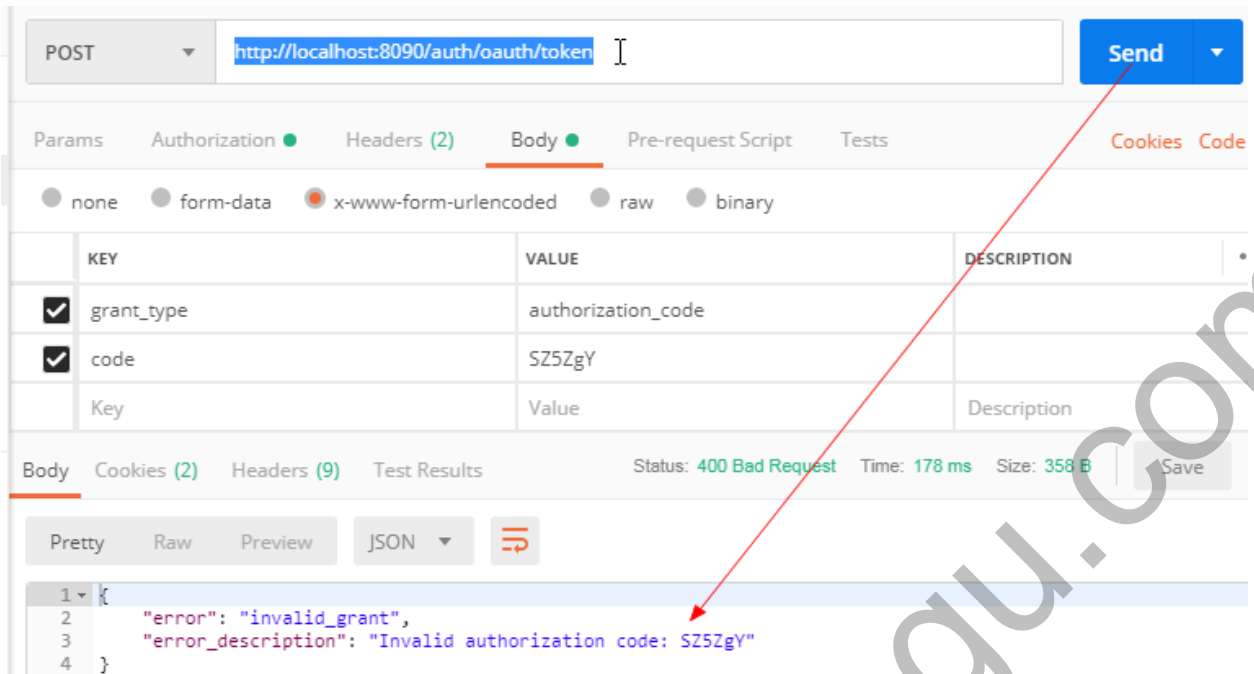 POST http://localhost:8090/auth/oauth/token Send
Params Authorization Headers (2) Body Pre-request Script Tests Cookies Code
none form-data x-www-form-urlencoded raw binary
KEY VALUE DESCRIPTION
grant_type authorization_code
code SZ5ZgY
Key Value Description
Body Cookies (2) Headers (9) Test Results Status: 400 Bad Request Time: 178 ms Size: 358 B Save
Pretty Raw Preview JSON
1 {
2 "error": "invalid_grant",
3 "error_description": "Invalid authorization code: SZ5ZgY"
4 }